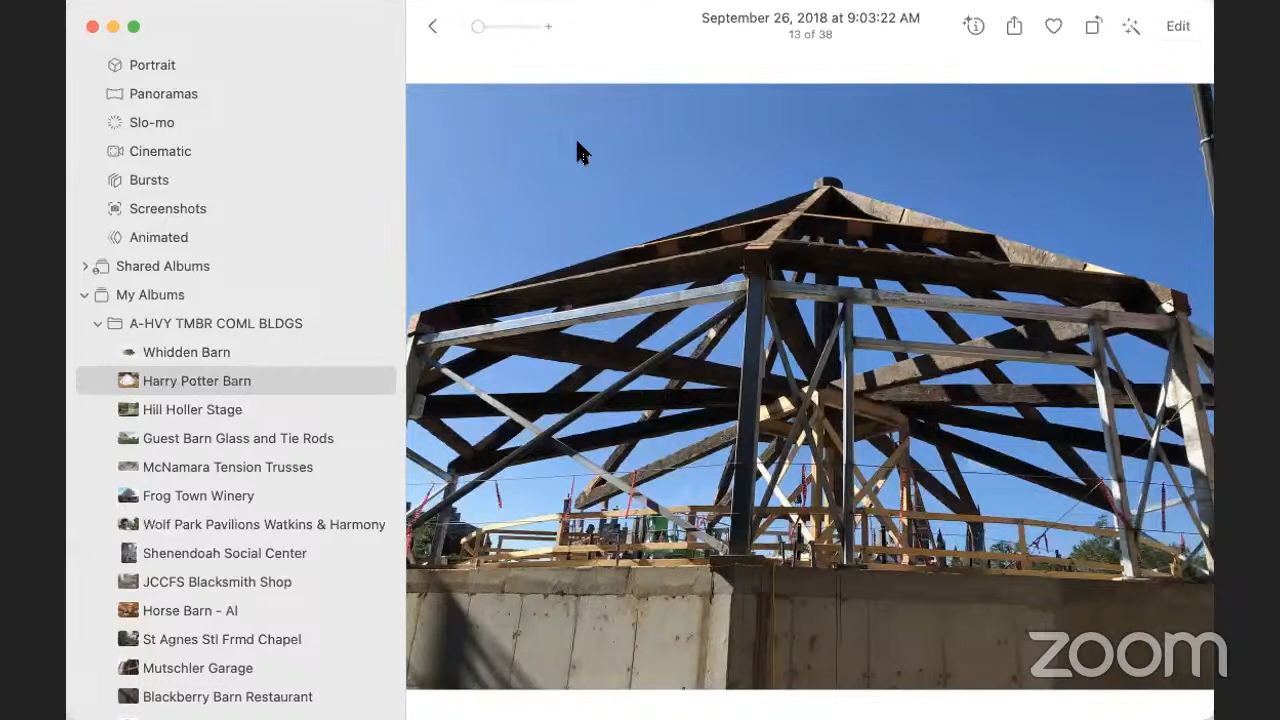 September 26, 2018 at 9:03:22 AM
13 of 38
Edit
Portrait
Panoramas
Slo-mo
Cinematic
Bursts
Screenshots
Animated
Shared Albums
My Albums
A-HVY TMBR COML BLDGS
Whidden Barn
Harry Potter Barn
Hill Holler Stage
Guest Barn Glass and Tie Rods
McNamara Tension Trusses
Frog Town Winery
Wolf Park Pavilions Watkins & Harmony
Shenendoah Social Center
JCCFS Blacksmith Shop
Horse Barn - Al
St Agnes Stl Frmd Chapel
Mutschler Garage
Blackberry Barn Restaurant
zoom